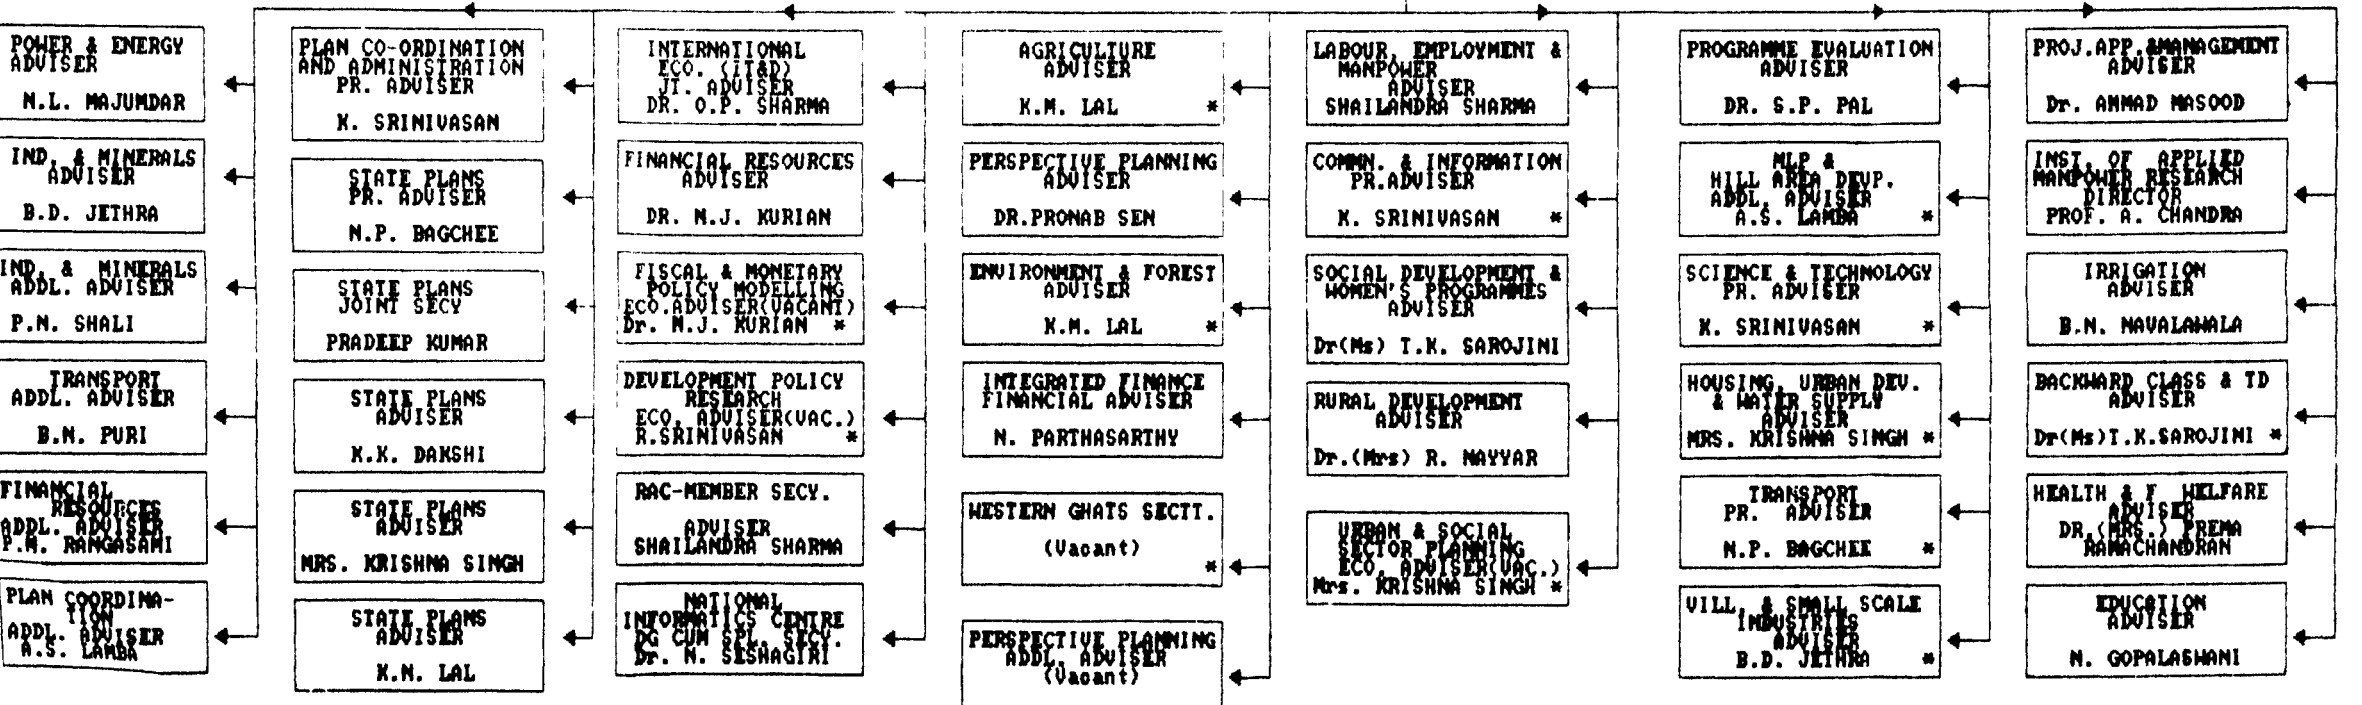 POWER & ENERGY
ADVISER
N.L. MAJUMDAR
IND. & MINERALS
ADVISER
B.D. JETHRA
IND. & MINERALS
ADDL. ADVISER
P.N. SHALI
TRANSPORT
ADDL. ADVISER
B.N. PURI
FINANCIAL
RESOURCES
ADDL. ADVISER
P.M. RANGASAMI
PLAN COORDINA-
TION
ADDL. ADVISER
A.S. LAMBA
PLAN CO-ORDINATION
AND ADMINISTRATION
PR. ADVISER
K. SRINIVASAN
STATE PLANS
PR. ADVISER
N.P. BAGCHEE
STATE PLANS
JOINT SECY
PRADEEP KUMAR
STATE PLANS
ADVISER
K.K. DAKSHI
STATE PLANS
ADVISER
MRS. KRISHNA SINGH
STATE PLANS
ADVISER
K.N. LAL
INTERNATIONAL
ECO. (IT&D)
JT. ADVISER
DR. O.P. SHARMA
FINANCIAL RESOURCES
ADVISER
DR. N.J. KURIAN
FISCAL & MONETARY
POLICY MODELLING
ECO.ADVISER(VACANT)
Dr. N.J. KURIAN *
DEVELOPMENT POLICY
RESEARCH
ECO. ADVISER(VAC.)
R.SRINIVASAN *
RAC-MEMBER SECY.
ADVISER
SHAILANDRA SHARMA
NATIONAL
INFORMATICS CENTRE
DG CUM SPL. SECY.
Dr. N. SESHAGIRI
AGRICULTURE
ADVISER
K.M. LAL *
PERSPECTIVE PLANNING
ADVISER
DR.PRONAB SEN
ENVIRONMENT & FOREST
ADVISER
K.M. LAL *
INTEGRATED FINANCE
FINANCIAL ADVISER
N. PARTHASARTHY
WESTERN GHATS SECTT.
(Vacant)
*
PERSPECTIVE PLANNING
ADDL. ADVISER
(Vacant)
LABOUR, EMPLOYMENT &
MANPOWER
ADVISER
SHAILANDRA SHARMA
COMMN. & INFORMATION
PR.ADVISER
K. SRINIVASAN *
SOCIAL DEVELOPMENT &
WOMEN'S PROGRAMMES
ADVISER
Dr(Ms) T.K. SAROJINI
RURAL DEVELOPMENT
ADVISER
Dr.(Mrs) R. NAYYAR
URBAN & SOCIAL
SECTOR PLANNING
ECO. ADVISER(VAC.)
Mrs. KRISHNA SINGH *
PROGRAMME EVALUATION
ADVISER
DR. S.P. PAL
MLP &
HILL AREA DEVP.
ADDL. ADVISER
A.S. LAMBA *
SCIENCE & TECHNOLOGY
PR. ADVISER
K. SRINIVASAN *
HOUSING, URBAN DEV.
& WATER SUPPLY
ADVISER
MRS. KRISHNA SINGH *
TRANSPORT
PR. ADVISER
N.P. BAGCHEE *
VILL. & SMALL SCALE
INDUSTRIES
ADVISER
B.D. JETHRA *
PROJ.APP.&MANAGEMENT
ADVISER
Dr. AHMAD MASOOD
INST. OF APPLIED
MANPOWER RESEARCH
DIRECTOR
PROF. A. CHANDRA
IRRIGATION
ADVISER
B.N. NAVALAWALA
BACKWARD CLASS & TD
ADVISER
Dr(Ms)T.K.SAROJINI *
HEALTH & F WELFARE
ADVISER
DR.(MRS.) PREMA
RAMACHANDRAN
EDUCATION
ADVISER
N. GOPALASWANI